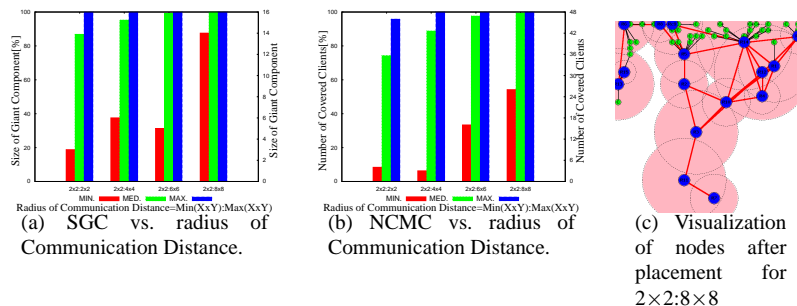 100
80
60
40
20
0
Size of Giant Component[%]
16
14
12
10
8
6
4
2
0
Size of Giant Component
2x2:2x2 2x2:4x4 2x2:6x6 2x2:8x8
MIN. MED. MAX.
Radius of Communication Distance=Min(XxY):Max(XxY)
(a) SGC vs. radius of
Communication Distance.
100
80
60
40
20
0
Number of Covered Clients[%]
48
42
36
30
24
18
12
6
0
Number of Covered Clients
2x2:2x2 2x2:4x4 2x2:6x6 2x2:8x8
MIN. MED. MAX.
Radius of Communication Distance=Min(XxY):Max(XxY)
(b) NCMC vs. radius of
Communication Distance.
(c) Visualization
of nodes after
placement for
2×2:8×8